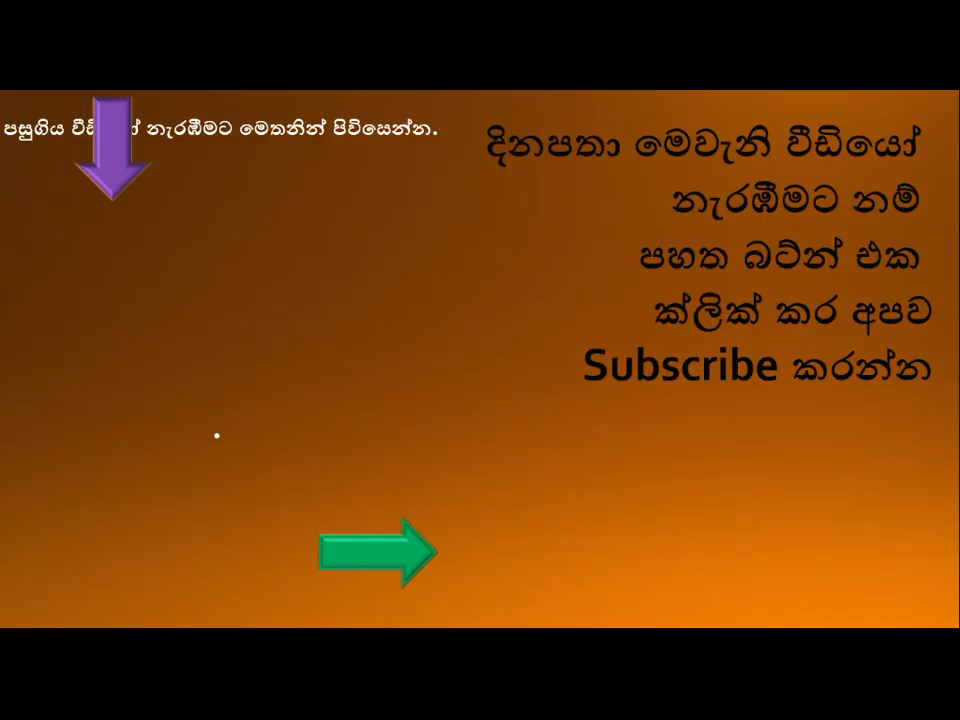 පසුගිය නැරඹීමට මෙතනින් පිවිසෙන්න.
දිනපතා මෙවැනි වීඩියෝ
නැරඹීමට නම්
පහත බටන් එක
ක්ලික් කර අපව
Subscribe කරන්න